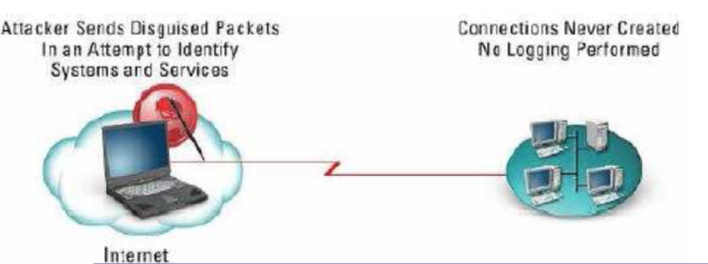 Attacker Sends Disguised Packets
In an Attempt to Identify
Systems and Services
Connections Never Created
No Logging Performed
Internet